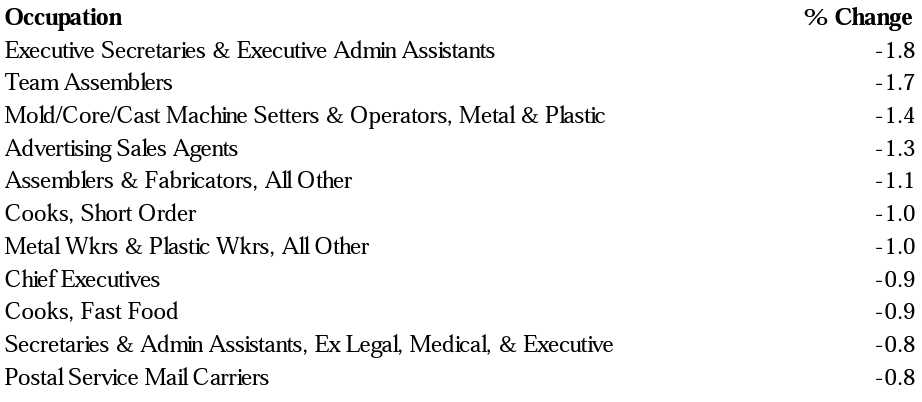 Occupation % Change
Executive Secretaries & Executive Admin Assistants -1.8
Team Assemblers -1.7
Mold/Core/Cast Machine Setters & Operators, Metal & Plastic -1.4
Advertising Sales Agents -1.3
Assemblers & Fabricators, All Other -1.1
Cooks, Short Order -1.0
Metal Wkrs & Plastic Wkrs, All Other -1.0
Chief Executives -0.9
Cooks, Fast Food -0.9
Secretaries & Admin Assistants, Ex Legal, Medical, & Executive -0.8
Postal Service Mail Carriers -0.8